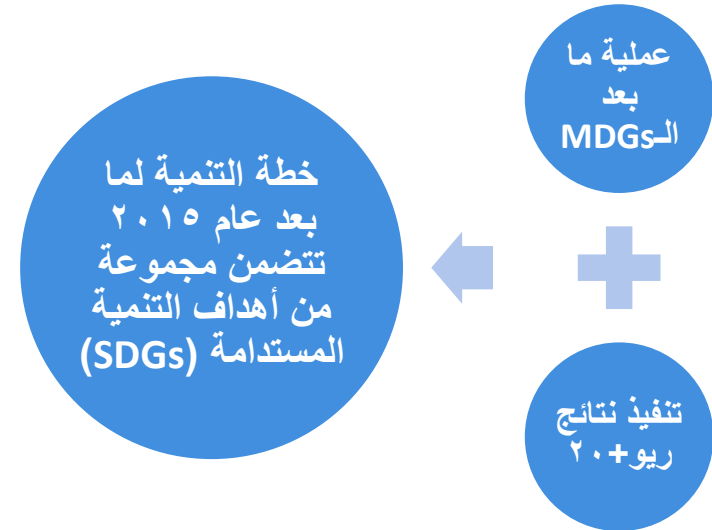 عملية ما
بعد
الـMDGs
تنفيذ نتائج
ريو+٢٠
خطة التنمية لما
بعد عام ٢٠١٥
تتضمن مجموعة
من أهداف التنمية
المستدامة (SDGs)